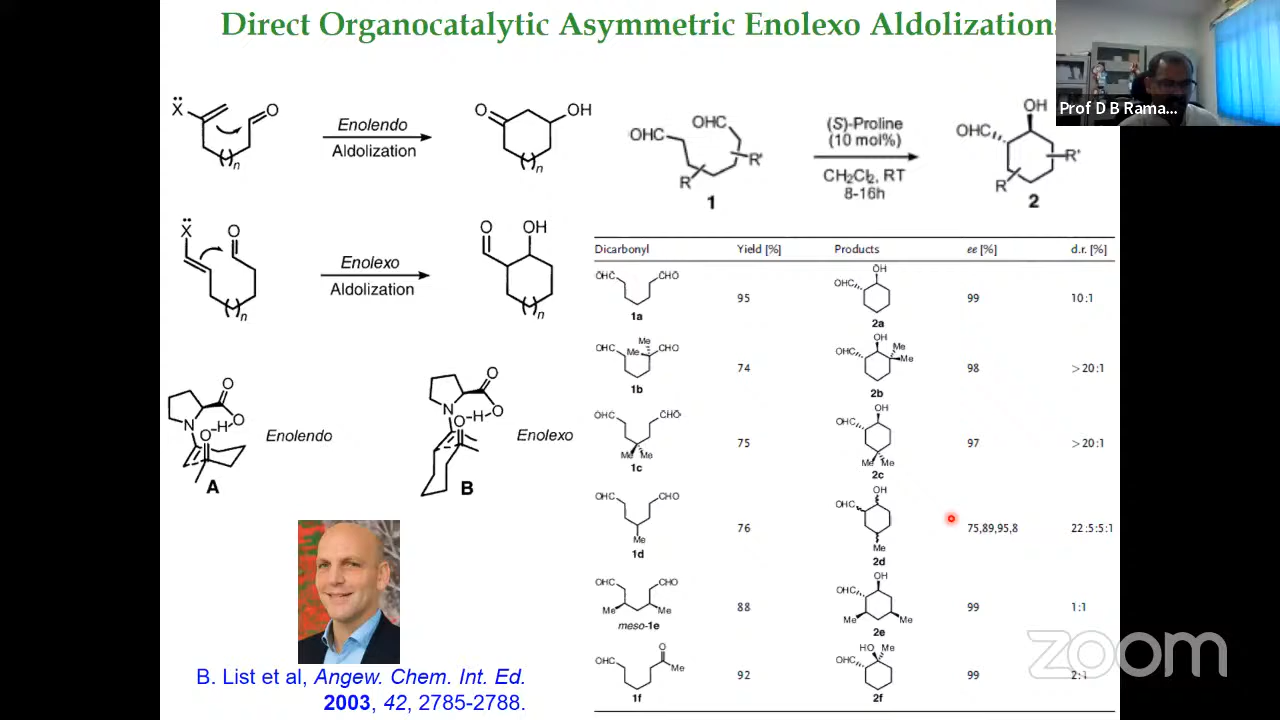 Direct Organocatalytic Asymmetric Enolexo Aldolizations
Prof D B Rama...
Ẍ O
Enolendo
Aldolization
O OH
n
n
Ẍ O
Enolexo
Aldolization
O OH
n
n
OHC OHC
R R'
1
(S)-Proline
(10 mol%)
CH2Cl2, RT
8-16h
OH
OHC
R R'
2
Dicarbonyl Yield [%] Products ee [%] d.r. [%]
OHC CHO
1a
95
OH
OHC
2a
99
10:1
Me
OHC Me CHO
1b
74
OH
OHC Me
Me
2b
98
> 20:1
OHC CHO
Me Me
1c
75
OH
OHC
Me Me
2c
97
> 20:1
OHC CHO
Me
1d
76
OH
OHC
Me
2d
75,89,95,8
22:5:5:1
OHC CHO
Me Me
meso-1e
88
OH
OHC
Me Me
2e
99
1:1
OHC O
Me
1f
92
HO Me
OHC
2f
99
2:1
O
N H O
O
Enolendo
A
O
N H O
O
Enolexo
B
B. List et al, Angew. Chem. Int. Ed.
2003, 42, 2785-2788.
zoom